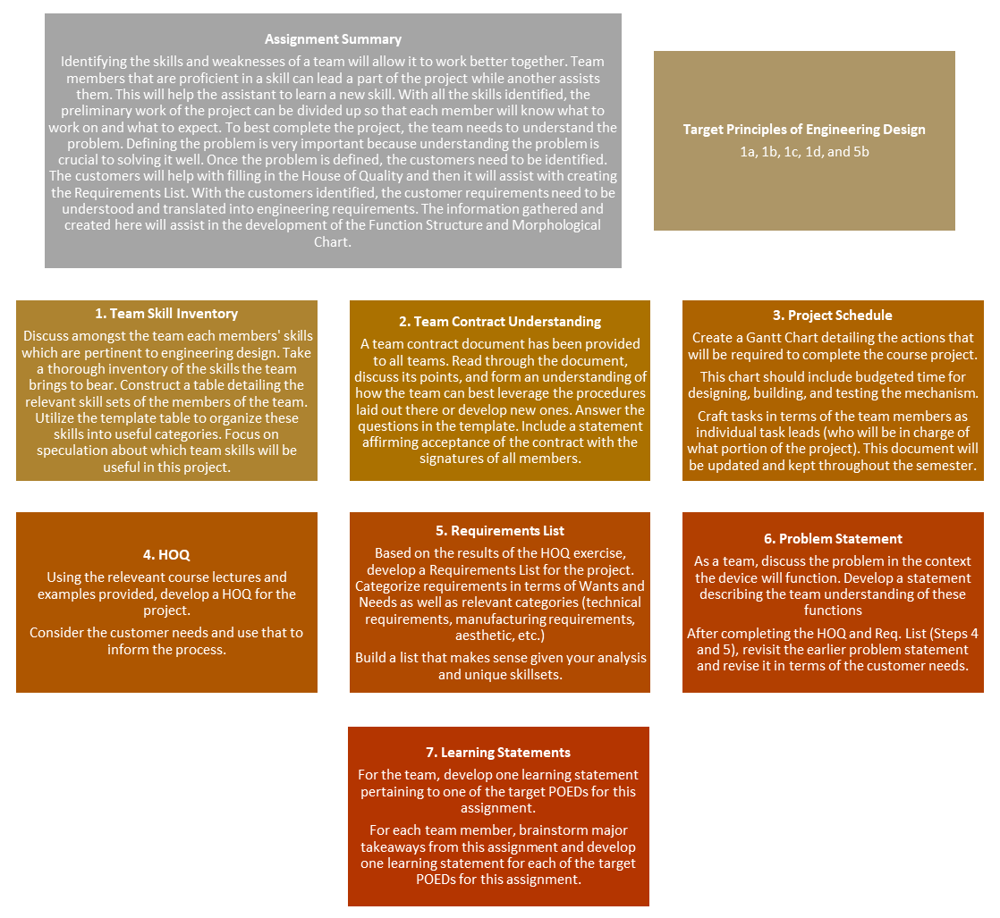 Assignment Summary
Identifying the skills and weaknesses of a team will allow it to work better together. Team
members that are proficient in a skill can lead a part of the project while another assists
them. This will help the assistant to learn a new skill. With all the skills identified, the
preliminary work of the project can be divided up so that each member will know what to
work on and what to expect. To best complete the project, the team needs to understand the
problem. Defining the problem is very important because understanding the problem is
crucial to solving it well. Once the problem is defined, the customers need to be identified.
The customers will help with filling in the House of Quality and then it will assist with creating
the Requirements List. With the customers identified, the customer requirements need to be
understood and translated into engineering requirements. The information gathered and
created here will assist in the development of the Function Structure and Morphological
Chart.
Target Principles of Engineering Design
1a, 1b, 1c, 1d, and 5b
1. Team Skill Inventory
Discuss amongst the team each members' skills
which are pertinent to engineering design. Take
a thorough inventory of the skills the team
brings to bear. Construct a table detailing the
relevant skill sets of the members of the team.
Utilize the template table to organize these
skills into useful categories. Focus on
speculation about which team skills will be
useful in this project.
2. Team Contract Understanding
A team contract document has been provided
to all teams. Read through the document,
discuss its points, and form an understanding of
how the team can best leverage the procedures
laid out there or develop new ones. Answer the
questions in the template. Include a statement
affirming acceptance of the contract with the
signatures of all members.
3. Project Schedule
Create a Gantt Chart detailing the actions that
will be required to complete the course project.
This chart should include budgeted time for
designing, building, and testing the mechanism.
Craft tasks in terms of the team members as
individual task leads (who will be in charge of
what portion of the project). This document will
be updated and kept throughout the semester.
4. HOQ
Using the releveant course lectures and
examples provided, develop a HOQ for the
project.
Consider the customer needs and use that to
inform the process.
5. Requirements List
Based on the results of the HOQ exercise,
develop a Requirements List for the project.
Categorize requirements in terms of Wants and
Needs as well as relevant categories (technical
requirements, manufacturing requirements,
aesthetic, etc.)
Build a list that makes sense given your analysis
and unique skillsets.
6. Problem Statement
As a team, discuss the problem in the context
the device will function. Develop a statement
describing the team understanding of these
functions
After completing the HOQ and Req. List (Steps 4
and 5), revisit the earlier problem statement
and revise it in terms of the customer needs.
7. Learning Statements
For the team, develop one learning statement
pertaining to one of the target POEDs for this
assignment.
For each team member, brainstorm major
takeaways from this assignment and develop
one learning statement for each of the target
POEDs for this assignment.